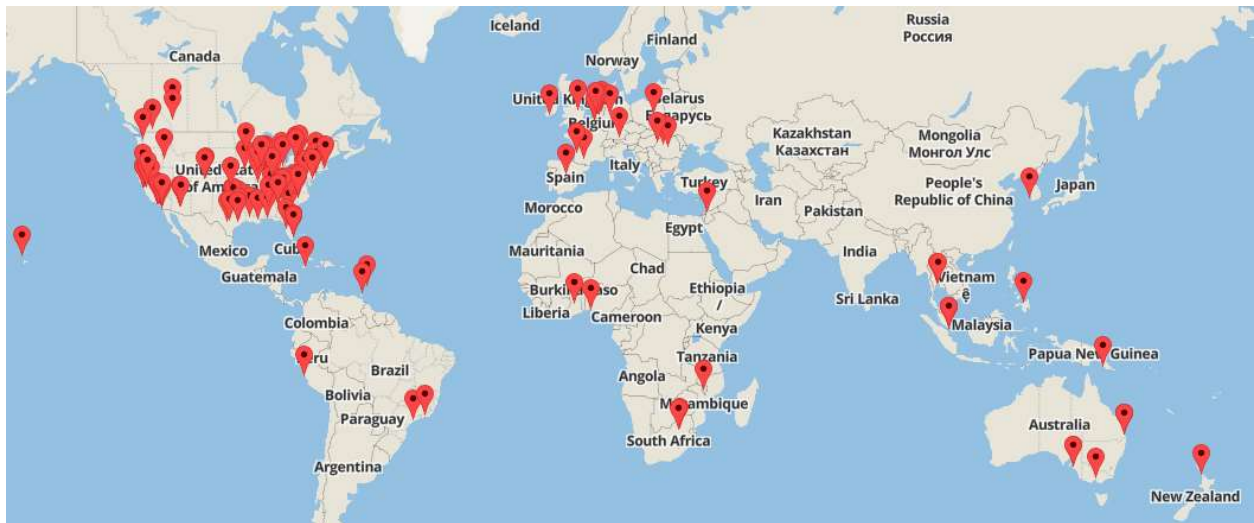 Russia
Россия
Iceland
Finland
Canada
Norway
United Kingdom
Belarus
Беларусь
Belgium
Kazakhstan
Казахстан
Mongolia
Монгол Улс
United States
of America
Italy
Spain
Turkey
People's
Republic of China
Japan
Iran
Morocco
Pakistan
Egypt
Mexico
Cuba
Mauritania
India
Guatemala
Chad
Vietnam
Burkina Faso
Ethiopia
/
Sri Lanka
ệ
Liberia
Cameroon
Colombia
Kenya
Malaysia
Peru
Tanzania
Papua New Guinea
Brazil
Angola
Bolivia
Mozambique
Paraguay
Australia
South Africa
Argentina
New Zealand